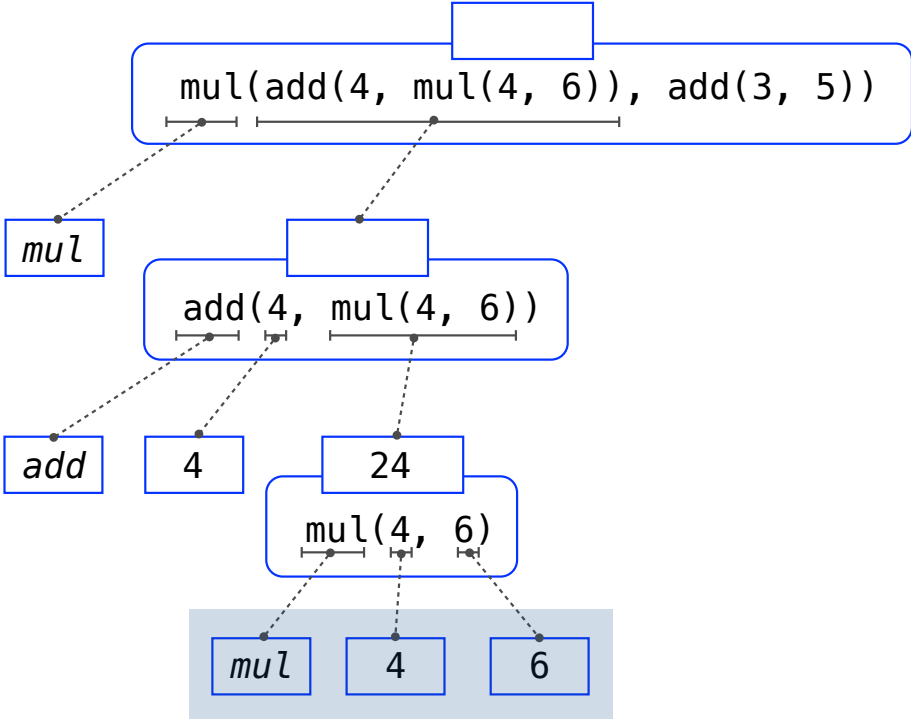 mul(add(4, mul(4, 6)), add(3, 5))
mul
add(4, mul(4, 6))
add
4
24
mul(4, 6)
mul
4
6